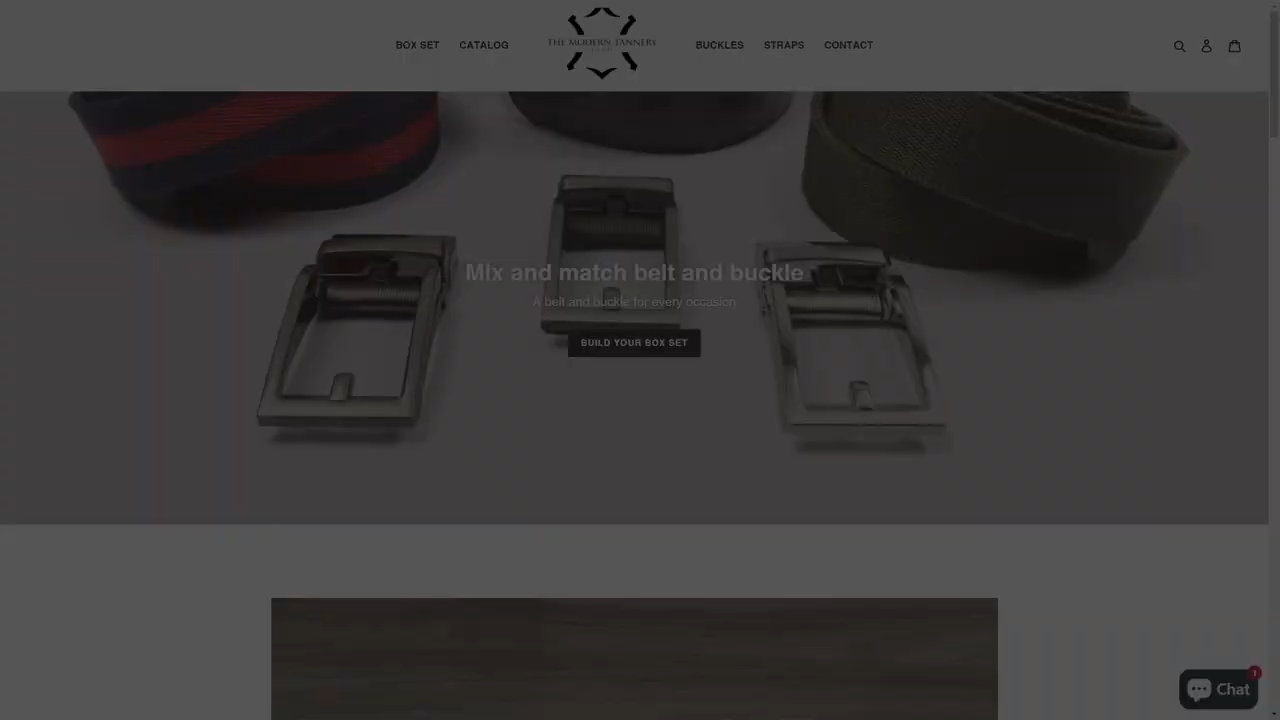 BOX SET
CATALOG
THE MODERN TANNERY
BUCKLES
STRAPS
CONTACT
Mix and match belt and buckle
A belt and buckle for every occasion
BUILD YOUR BOX SET
1
Chat